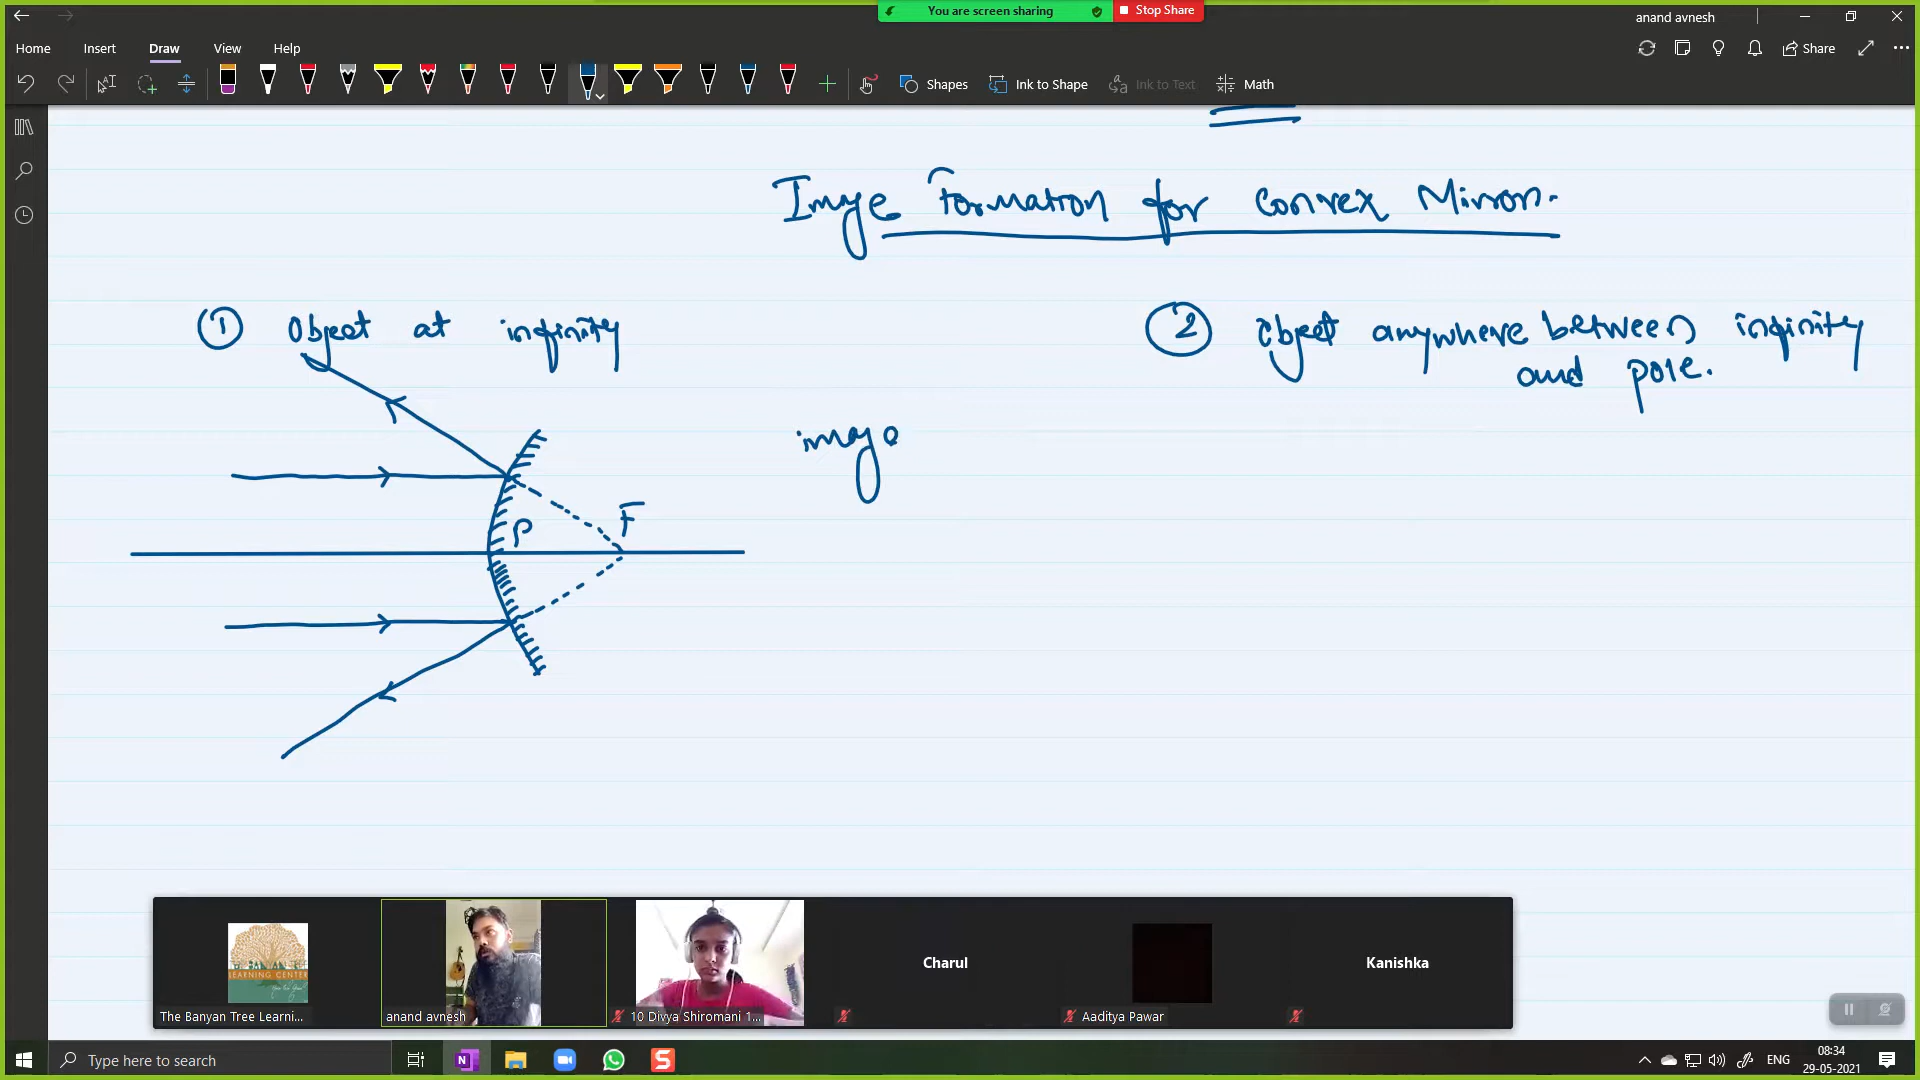 You are screen sharing Stop Share
anand avnesh
Home Insert Draw View Help
Share
Shapes Ink to Shape Ink to Text Math
Image Formation for Convex Mirror.
① Object at infinity
② Object anywhere between infinity
and pole.
image
P
F
LEARNING CENTER
Charul
Kanishka
The Banyan Tree Learni...
anand avnesh
10 Divya Shiromani 1...
Aaditya Pawar
Type here to search
N
S
ENG
08:34
29-05-2021